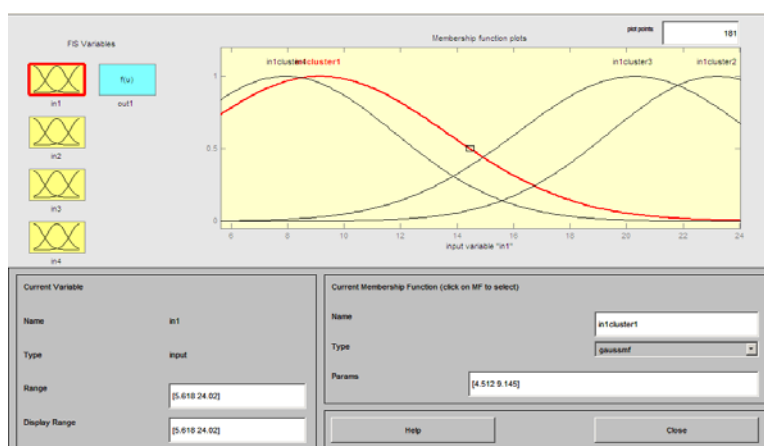 FIS Variables
Membership function plots
plot points
181
in1
f(u)
out1
in2
in3
in4
in1cluster4
in1cluster1
in1cluster3
in1cluster2
1
0.5
0
6
8
10
12
14
16
18
20
22
24
input variable "in1"
Current Variable
Name
in1
Type
input
Range
[5.618 24.02]
Display Range
[5.618 24.02]
Current Membership Function (click on MF to select)
Name
in1cluster1
Type
gaussmf
Params
[4.512 9.145]
Help
Close